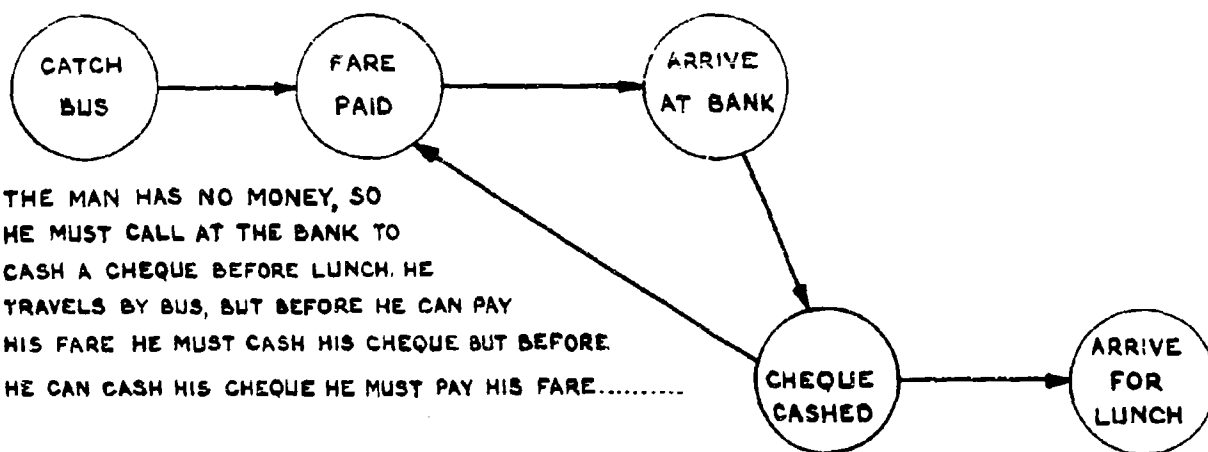 CATCH
BUS
FARE
PAID
ARRIVE
AT BANK
THE MAN HAS NO MONEY, SO
HE MUST CALL AT THE BANK TO
CASH A CHEQUE BEFORE LUNCH. HE
TRAVELS BY BUS, BUT BEFORE HE CAN PAY
HIS FARE HE MUST CASH HIS CHEQUE BUT BEFORE
HE CAN CASH HIS CHEQUE HE MUST PAY HIS FARE..........
CHEQUE
CASHED
ARRIVE
FOR
LUNCH